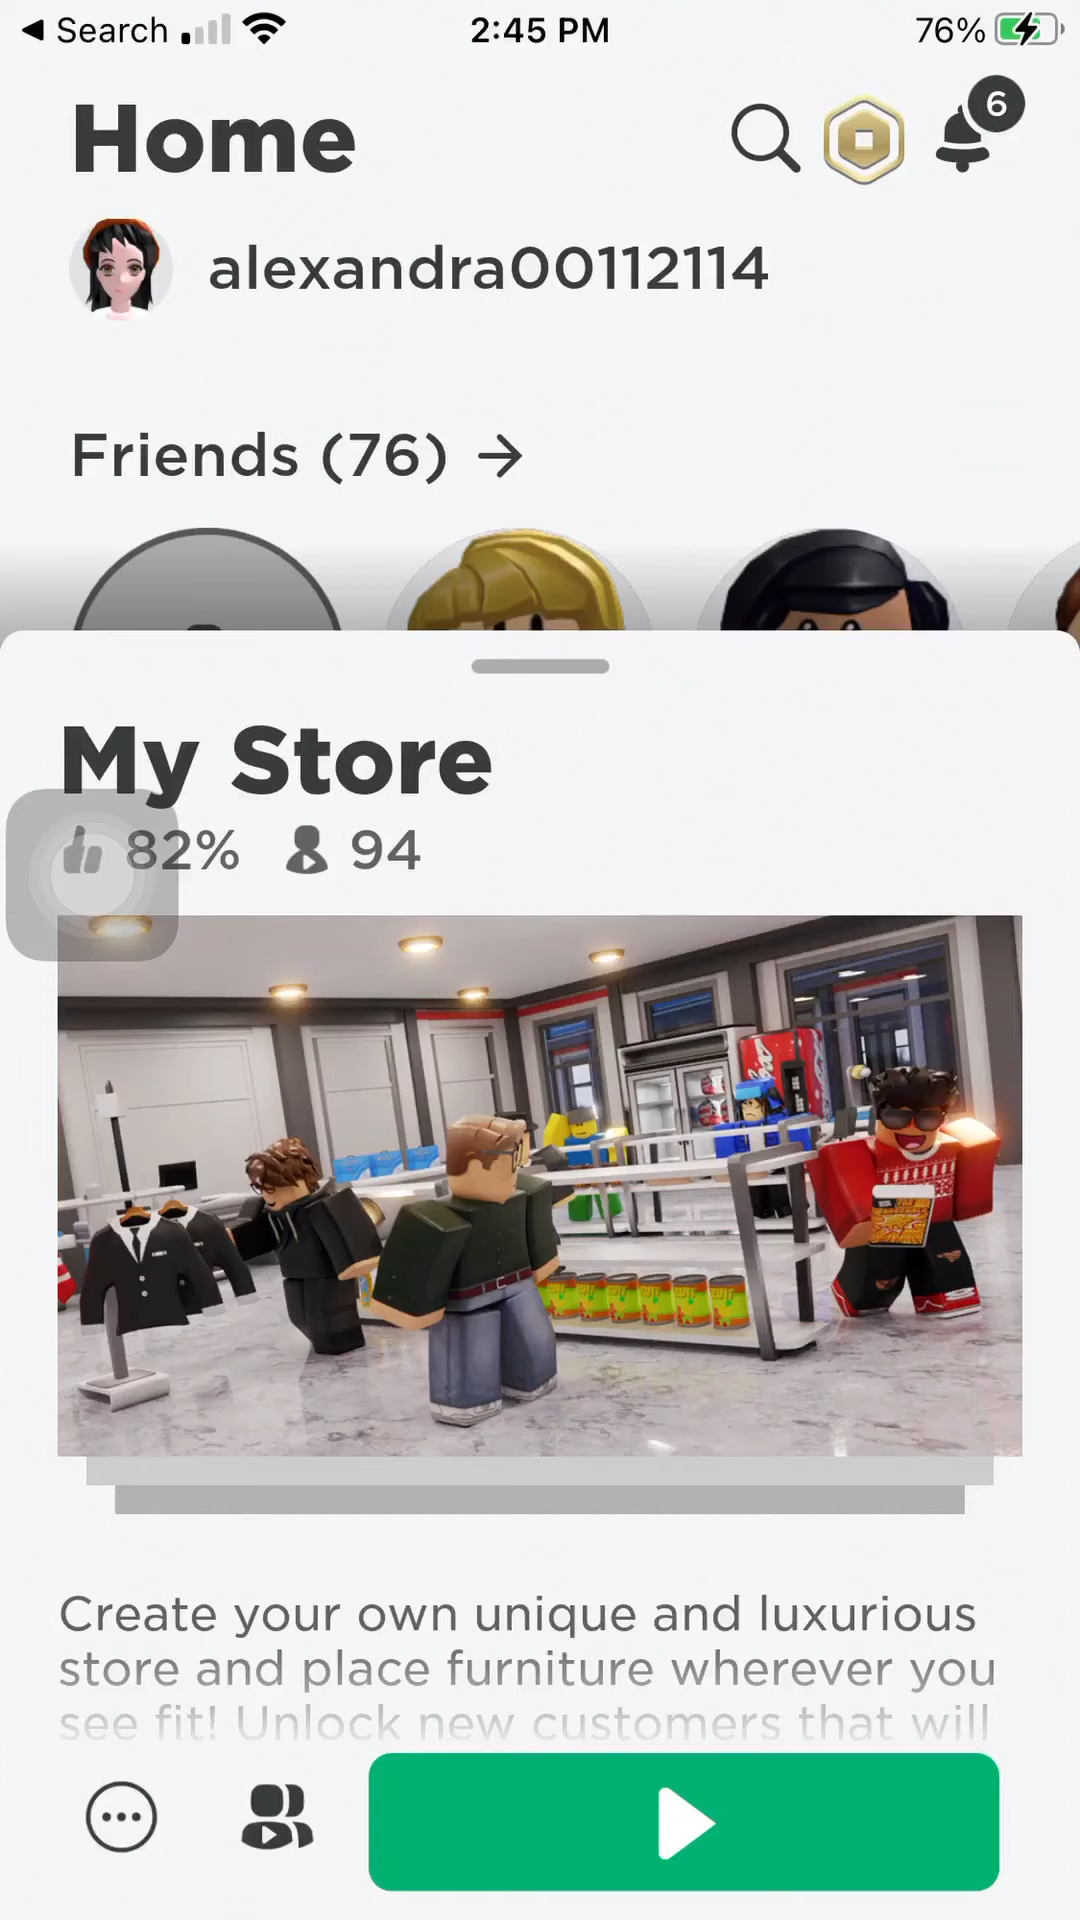 Search
2:45 PM
76%
Home
6
alexandra00112114
Friends (76)
My Store
82%
94
Create your own unique and luxurious
store and place furniture wherever you
see fit! Unlock new customers that will